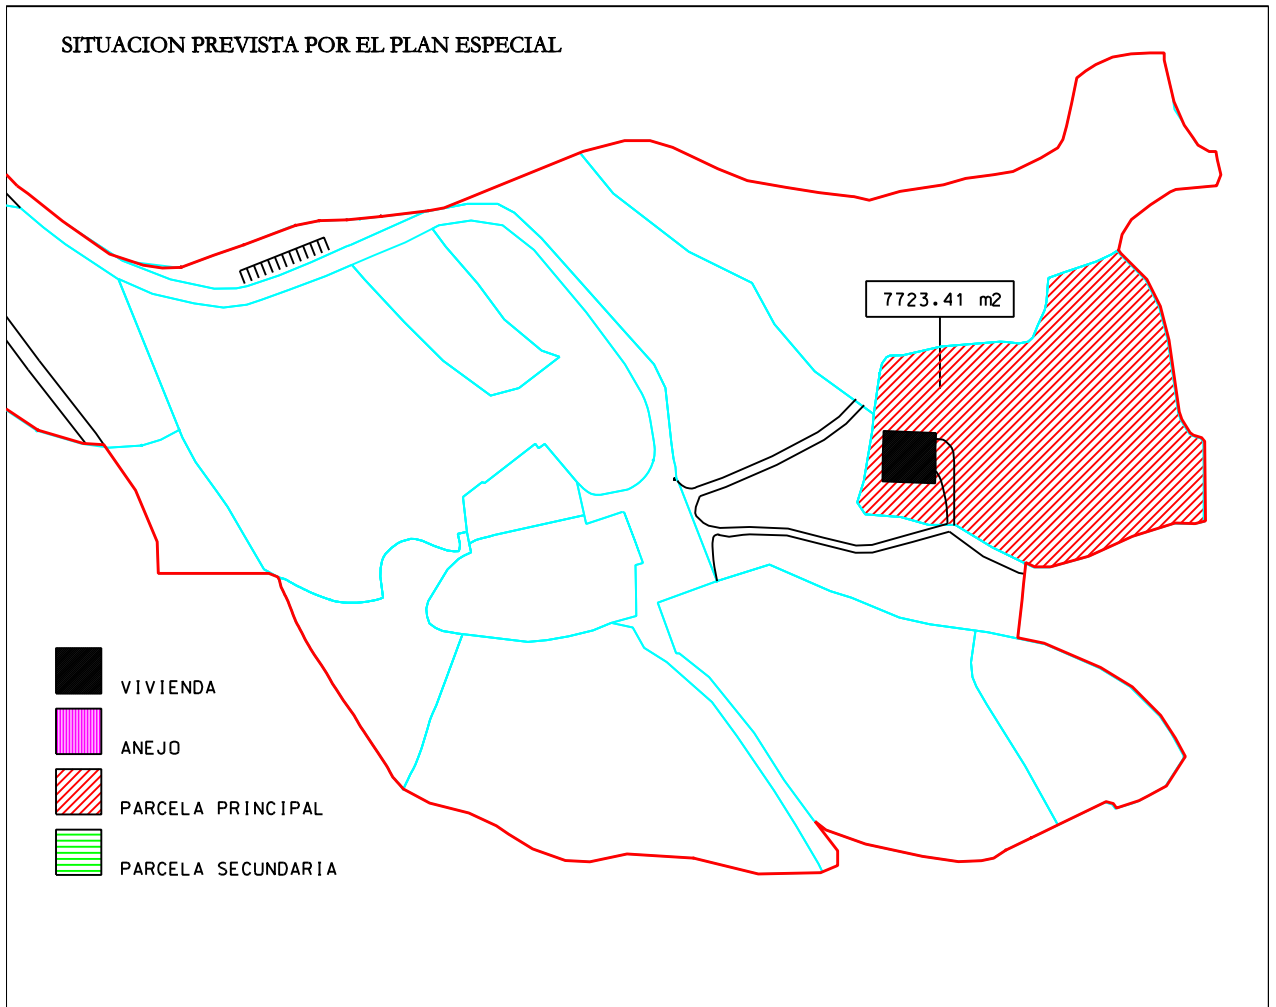 SITUACION PREVISTA POR EL PLAN ESPECIAL
7723.41 m2
VIVIENDA
ANEJO
PARCELA PRINCIPAL
PARCELA SECUNDARIA